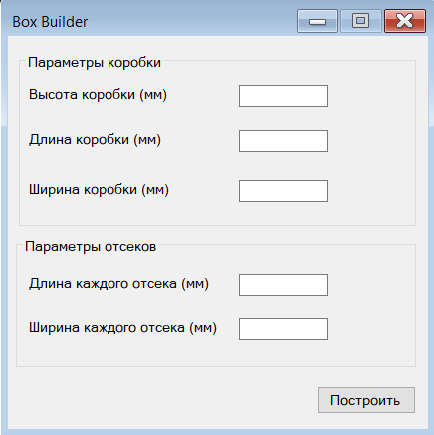 Box Builder
Параметры коробки
Высота коробки (мм)
Длина коробки (мм)
Ширина коробки (мм)
Параметры отсеков
Длина каждого отсека (мм)
Ширина каждого отсека (мм)
Построить